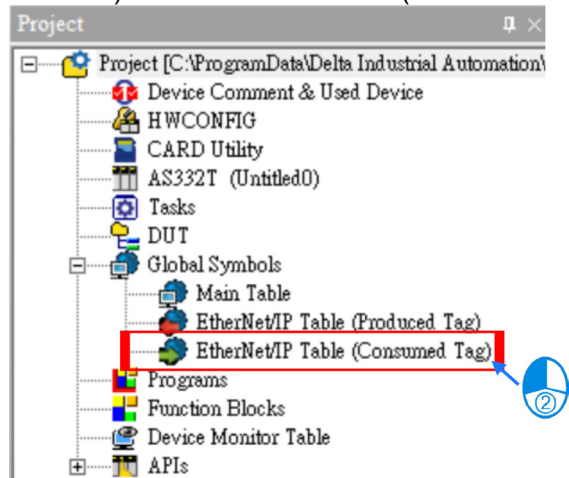 Project
Project [C:\ProgramData\Delta Industrial Automation\
Device Comment & Used Device
HWCONFIG
CARD Utility
AS332T (Untitled0)
Tasks
DUT
Global Symbols
Main Table
EtherNet/IP Table (Produced Tag)
EtherNet/IP Table (Consumed Tag)
2
Programs
Function Blocks
Device Monitor Table
APIs